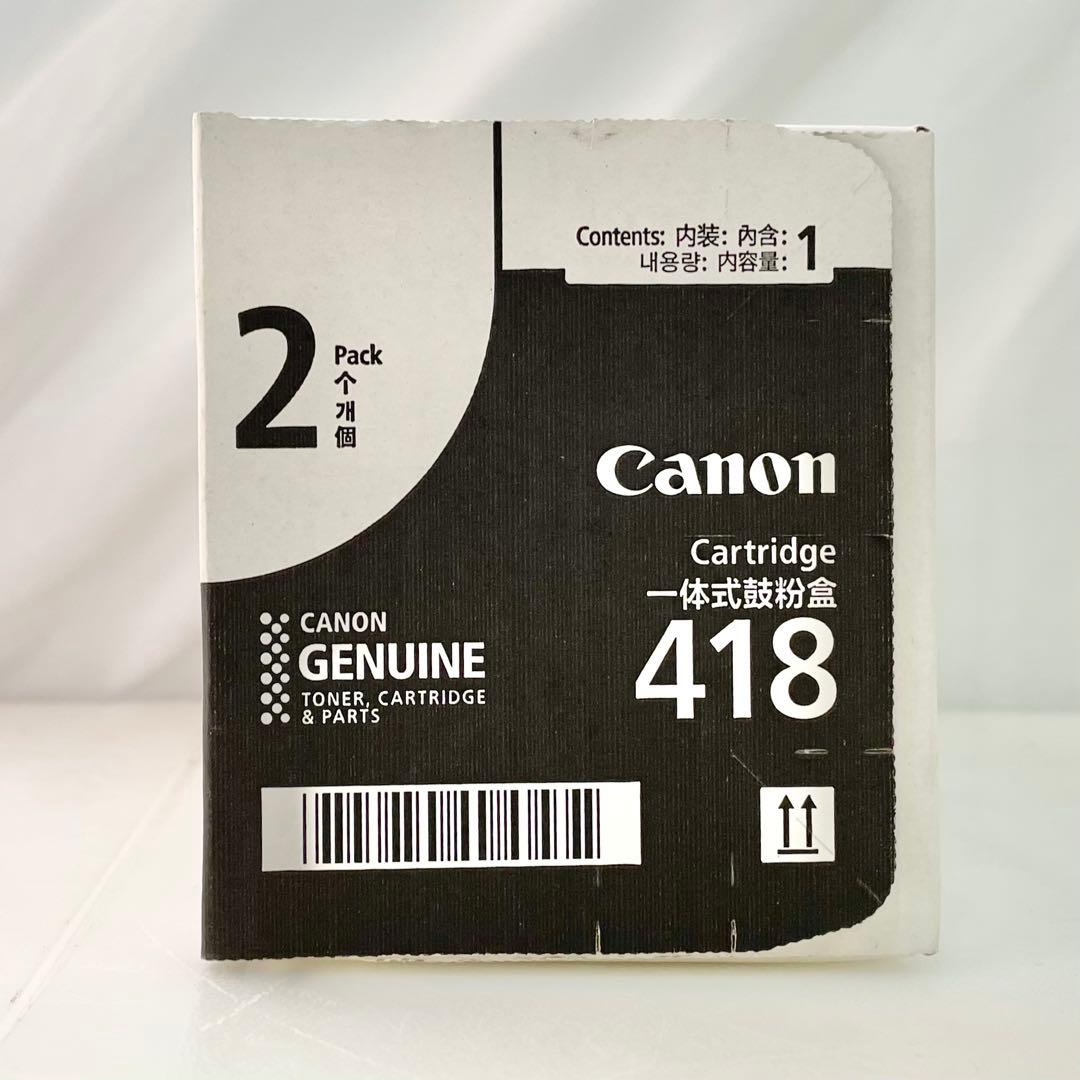 Contents: 内装: 內含: 1
내용량: 内容量:
2
Pack
个
개
個
Canon
Cartridge
一体式鼓粉盒
418
CANON
GENUINE
TONER, CARTRIDGE
& PARTS